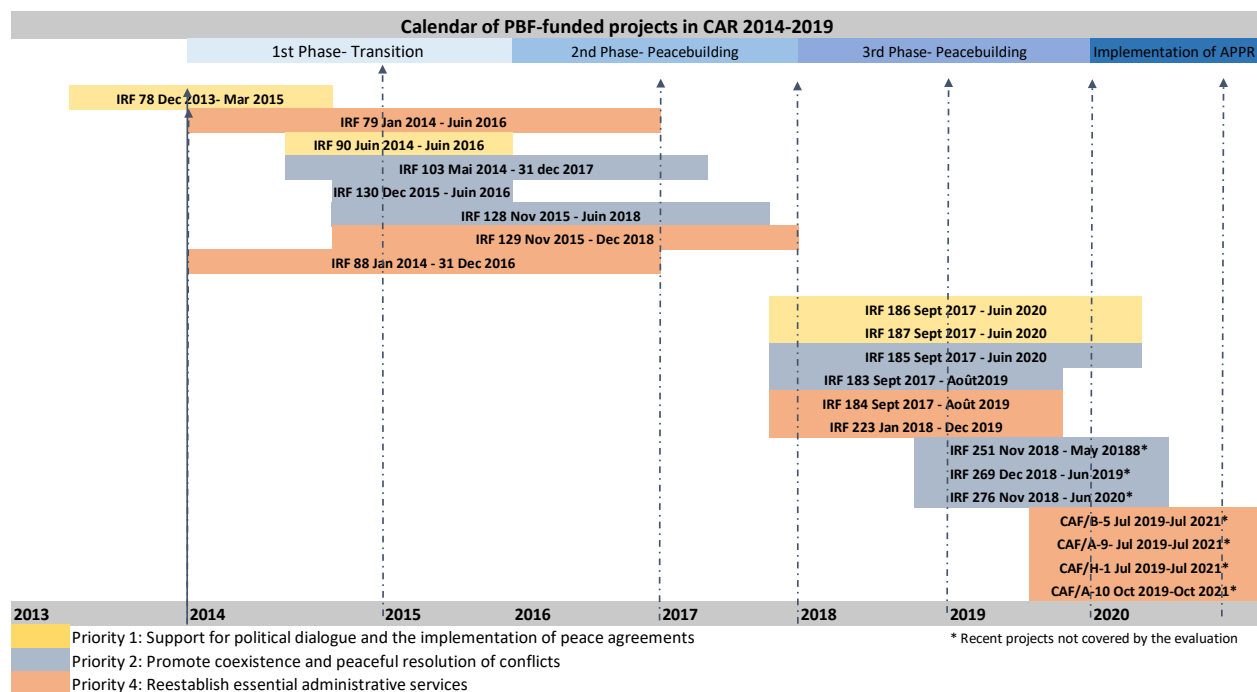 Calendar of PBF-funded projects in CAR 2014-2019
1st Phase- Transition
2nd Phase- Peacebuilding
3rd Phase- Peacebuilding
Implementation of APPR
IRF 78 Dec 2013- Mar 2015
IRF 79 Jan 2014 - Juin 2016
IRF 90 Juin 2014 - Juin 2016
IRF 103 Mai 2014 - 31 dec 2017
IRF 130 Dec 2015 - Juin 2016
IRF 128 Nov 2015 - Juin 2018
IRF 129 Nov 2015 - Dec 2018
IRF 88 Jan 2014 - 31 Dec 2016
IRF 186 Sept 2017 - Juin 2020
IRF 187 Sept 2017 - Juin 2020
IRF 185 Sept 2017 - Juin 2020
IRF 183 Sept 2017 - Août2019
IRF 184 Sept 2017 - Août 2019
IRF 223 Jan 2018 - Dec 2019
IRF 251 Nov 2018 - May 20188*
IRF 269 Dec 2018 - Jun 2019*
IRF 276 Nov 2018 - Jun 2020*
CAF/B-5 Jul 2019-Jul 2021*
CAF/A-9- Jul 2019-Jul 2021*
CAF/H-1 Jul 2019-Jul 2021*
CAF/A-10 Oct 2019-Oct 2021*
2013 2014 2015 2016 2017 2018 2019 2020
Priority 1: Support for political dialogue and the implementation of peace agreements
* Recent projects not covered by the evaluation
Priority 2: Promote coexistence and peaceful resolution of conflicts
Priority 4: Reestablish essential administrative services